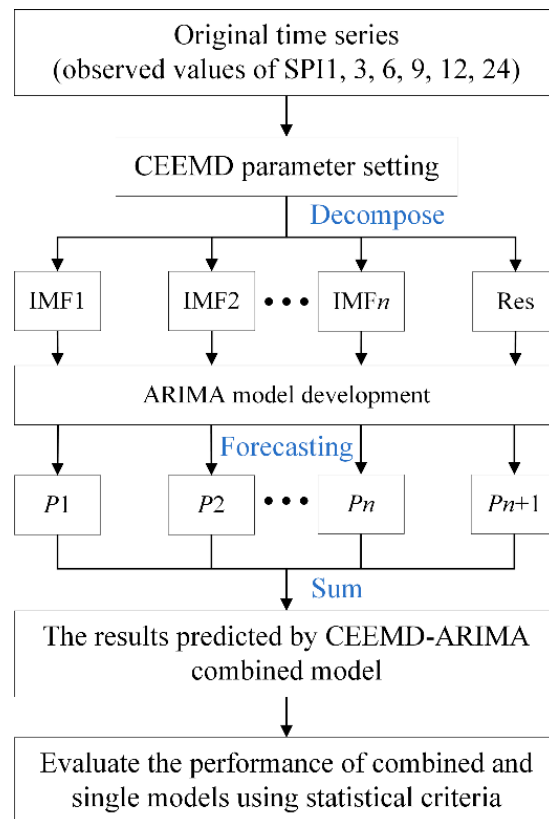 Original time series
(observed values of SPI1, 3, 6, 9, 12, 24)
CEEMD parameter setting
Decompose
IMF1 IMF2 ••• IMFn Res
ARIMA model development
Forecasting
P1 P2 ••• Pn Pn+1
Sum
The results predicted by CEEMD-ARIMA
combined model
Evaluate the performance of combined and
single models using statistical criteria